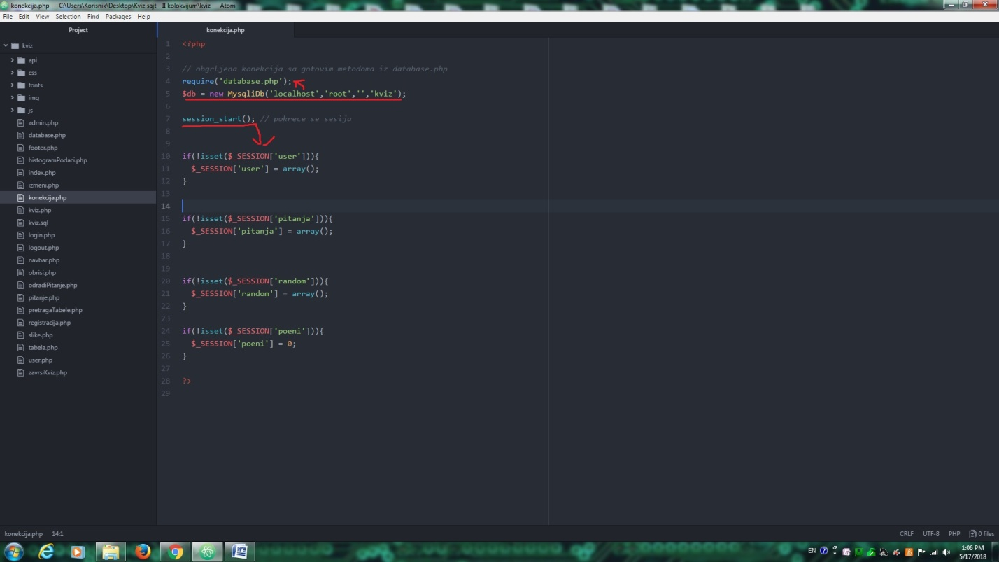 konekcija.php — C:\Users\Korisnik\Desktop\Kviz sajt - II kolokvijum\kviz — Atom
File Edit View Selection Find Packages Help
Project
konekcija.php
kviz
api
css
fonts
img
js
admin.php
database.php
footer.php
histogramPodaci.php
index.php
izmeni.php
konekcija.php
kviz.php
kviz.sql
login.php
logout.php
navbar.php
obrisi.php
odradiPitanje.php
pitanje.php
pretragaTabele.php
registracija.php
slike.php
tabela.php
user.php
zavrsiKviz.php
1 <?php
2
3 // obgrljena konekcija sa gotovim metodoma iz database.php
4 require('database.php');
5 $db = new MysqliDb('localhost','root','','kviz');
6
7 session_start(); // pokrece se sesija
8
9
10 if(!isset($_SESSION['user'])){
11 $_SESSION['user'] = array();
12 }
13
14
15 if(!isset($_SESSION['pitanja'])){
16 $_SESSION['pitanja'] = array();
17 }
18
19
20 if(!isset($_SESSION['random'])){
21 $_SESSION['random'] = array();
22 }
23
24 if(!isset($_SESSION['poeni'])){
25 $_SESSION['poeni'] = 0;
26 }
27
28 ?>
29
konekcija.php 14:1
CRLF UTF-8 PHP 0 files
EN
1:06 PM
5/17/2018